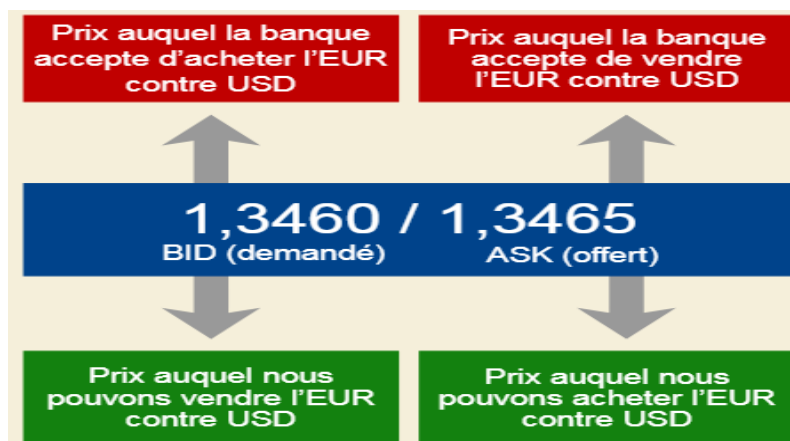 Prix auquel la banque
accepte d'acheter l'EUR
contre USD
Prix auquel la banque
accepte de vendre
l'EUR contre USD
1,3460 / 1,3465
BID (demandé)
ASK (offert)
Prix auquel nous
pouvons vendre l'EUR
contre USD
Prix auquel nous
pouvons acheter l'EUR
contre USD